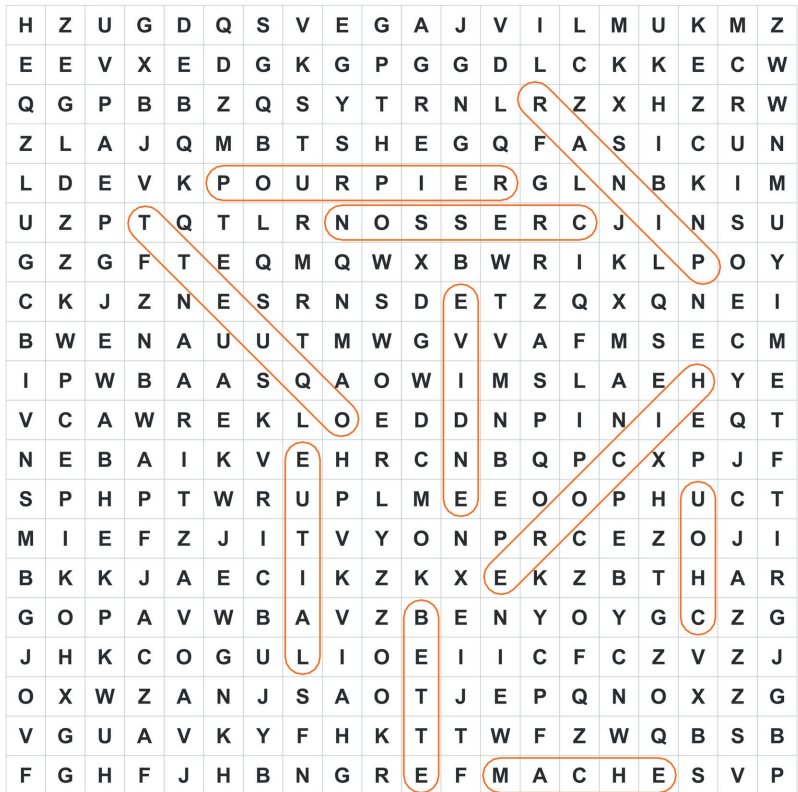 H Z U G D Q S V E G A J V I L M U K M Z
E E V X E D G K G P G G D L C K K E C W
Q G P B B Z Q S Y T R N L R Z X H Z R W
Z L A J Q M B T S H E G Q F A S I C U N
L D E V K P O U R P I E R G L N B K I M
U Z P T Q T L R N O S S E R C J I N S U
G Z G F T E Q M Q W X B W R I K L P O Y
C K J Z N E S R N S D E T Z Q X Q N E I
B W E N A U U T M W G V V A F M S E C M
I P W B A A S Q A O W I M S L A E H Y E
V C A W R E K L O E D D N P I N I E Q T
N E B A I K V E H R C N B Q P C X P J F
S P H P T W R U P L M E E O O P H U C T
M I E F Z J I T V Y O N P R C E Z O J I
B K K J A E C I K Z K X E K Z B T H A R
G O P A V W B A V Z B E N Y O Y G C Z G
J H K C O G U L I O E I I C F C Z V Z J
O X W Z A N J S A O T J E P Q N O X Z G
V G U A V K Y F H K T T W F Z W Q B S B
F G H F J H B N G R E F M A C H E S V P